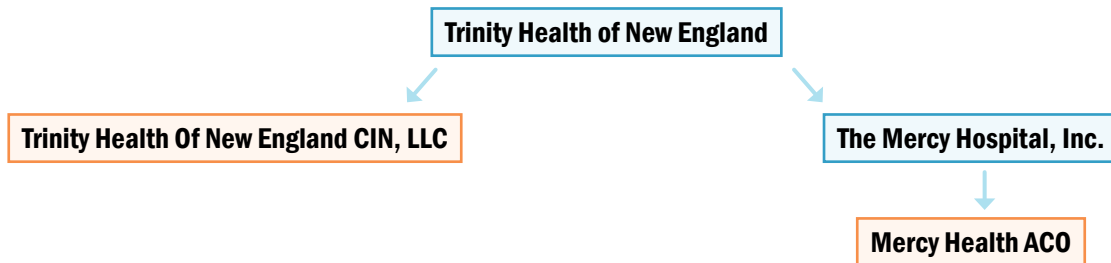 Trinity Health of New England
Trinity Health Of New England CIN, LLC
The Mercy Hospital, Inc.
Mercy Health ACO